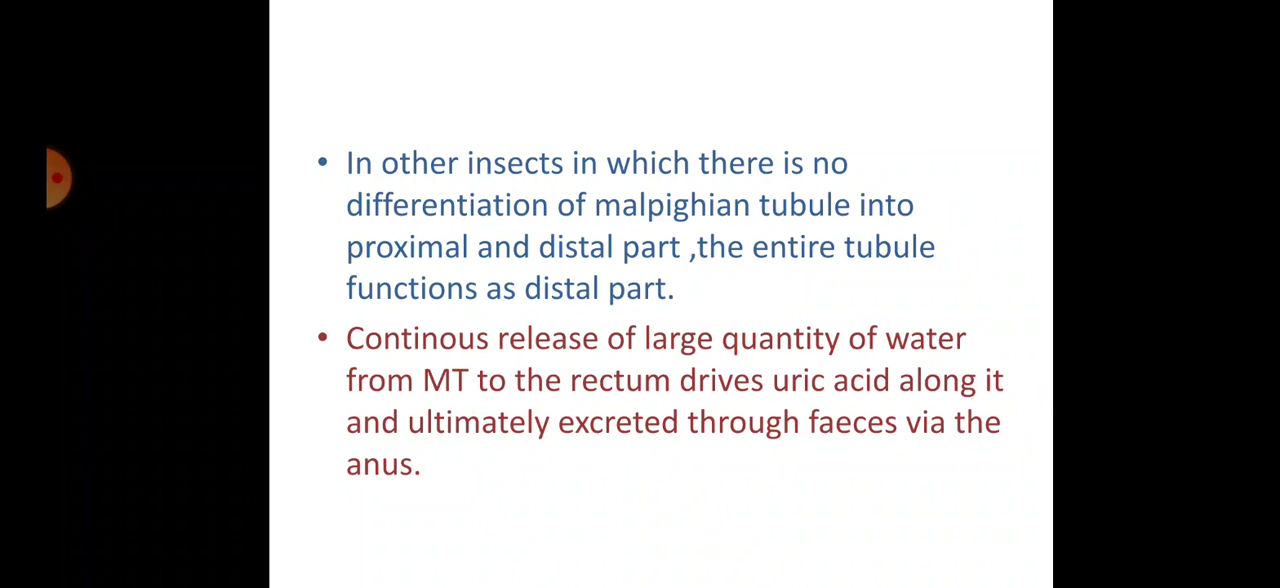 • In other insects in which there is no
differentiation of malpighian tubule into
proximal and distal part ,the entire tubule
functions as distal part.
• Continous release of large quantity of water
from MT to the rectum drives uric acid along it
and ultimately excreted through faeces via the
anus.